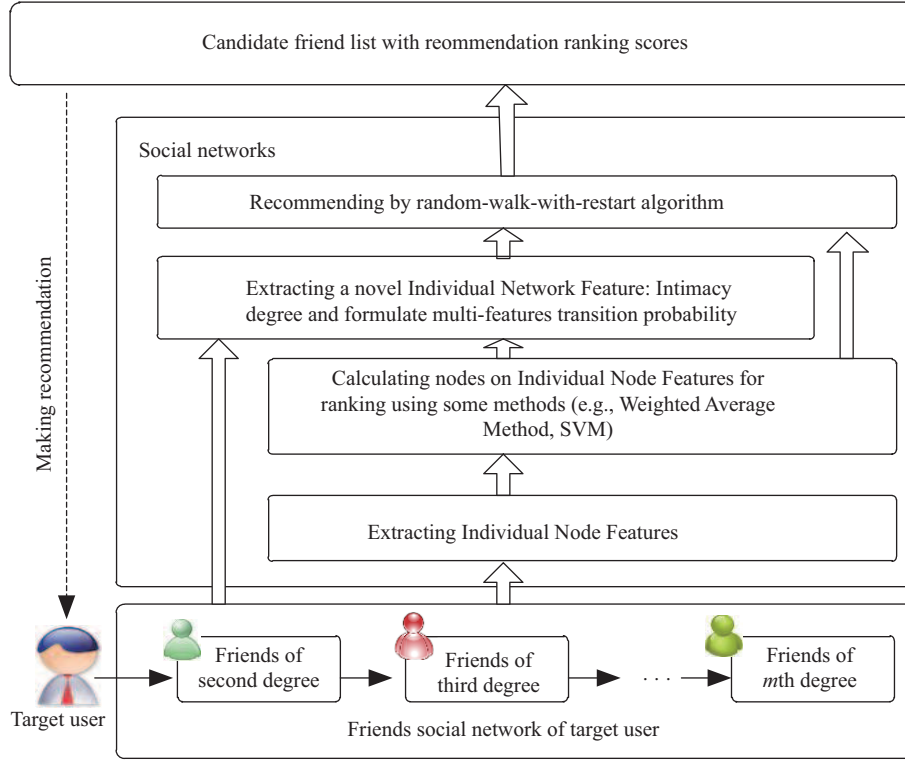 Candidate friend list with reommendation ranking scores
Social networks
Recommending by random-walk-with-restart algorithm
Extracting a novel Individual Network Feature: Intimacy
degree and formulate multi-features transition probability
Calculating nodes on Individual Node Features for
ranking using some methods (e.g., Weighted Average
Method, SVM)
Extracting Individual Node Features
Making recommendation
Target user
Friends of
second degree
Friends of
third degree
· · ·
Friends of
mth degree
Friends social network of target user